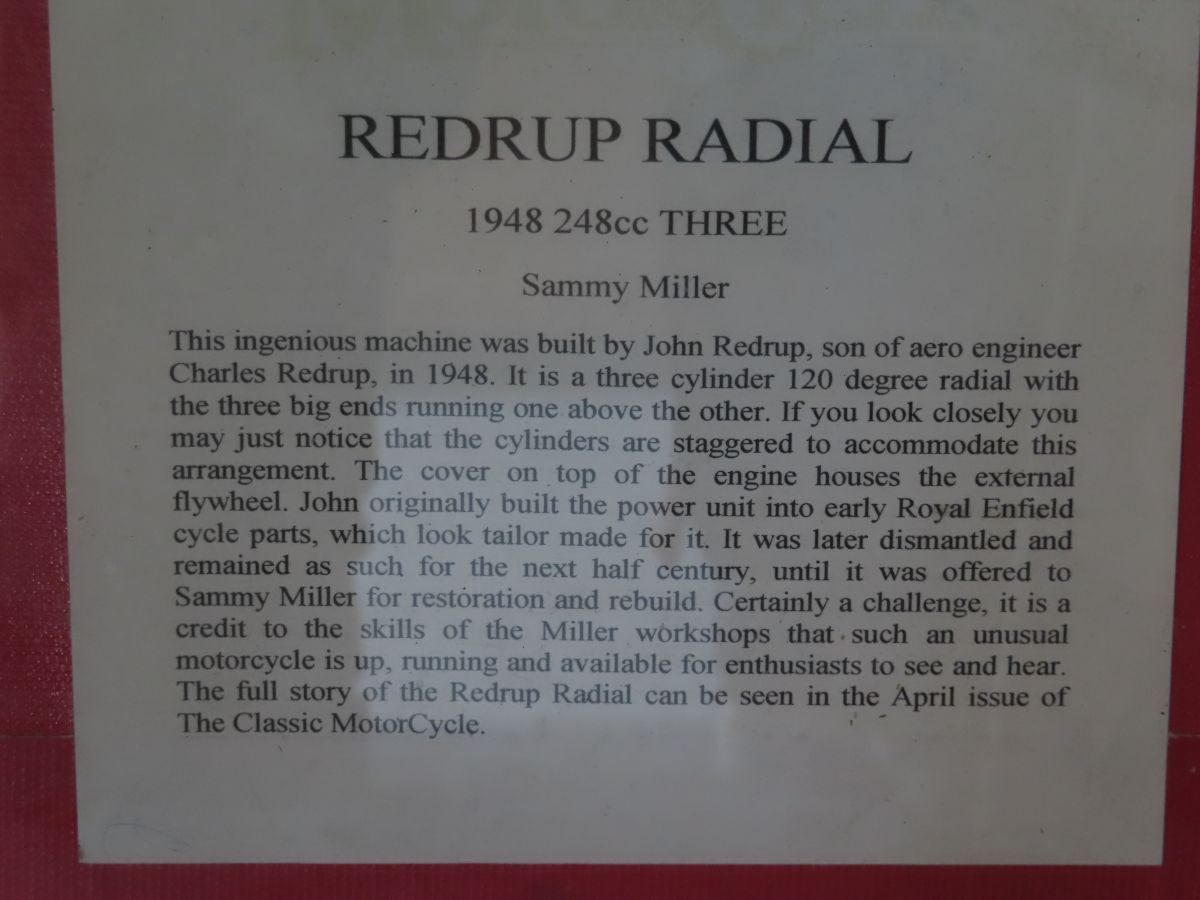 REDRUP RADIAL
1948 248cc THREE
Sammy Miller
This ingenious machine was built by John Redrup, son of aero engineer
Charles Redrup, in 1948. It is a three cylinder 120 degree radial with
the three big ends running one above the other. If you look closely you
may just notice that the cylinders are staggered to accommodate this
arrangement. The cover on top of the engine houses the external
flywheel. John originally built the power unit into early Royal Enfield
cycle parts, which look tailor made for it. It was later dismantled and
remained as such for the next half century, until it was offered to
Sammy Miller for restoration and rebuild. Certainly a challenge, it is a
credit to the skills of the Miller workshops that such an unusual
motorcycle is up, running and available for enthusiasts to see and hear.
The full story of the Redrup Radial can be seen in the April issue of
The Classic MotorCycle.